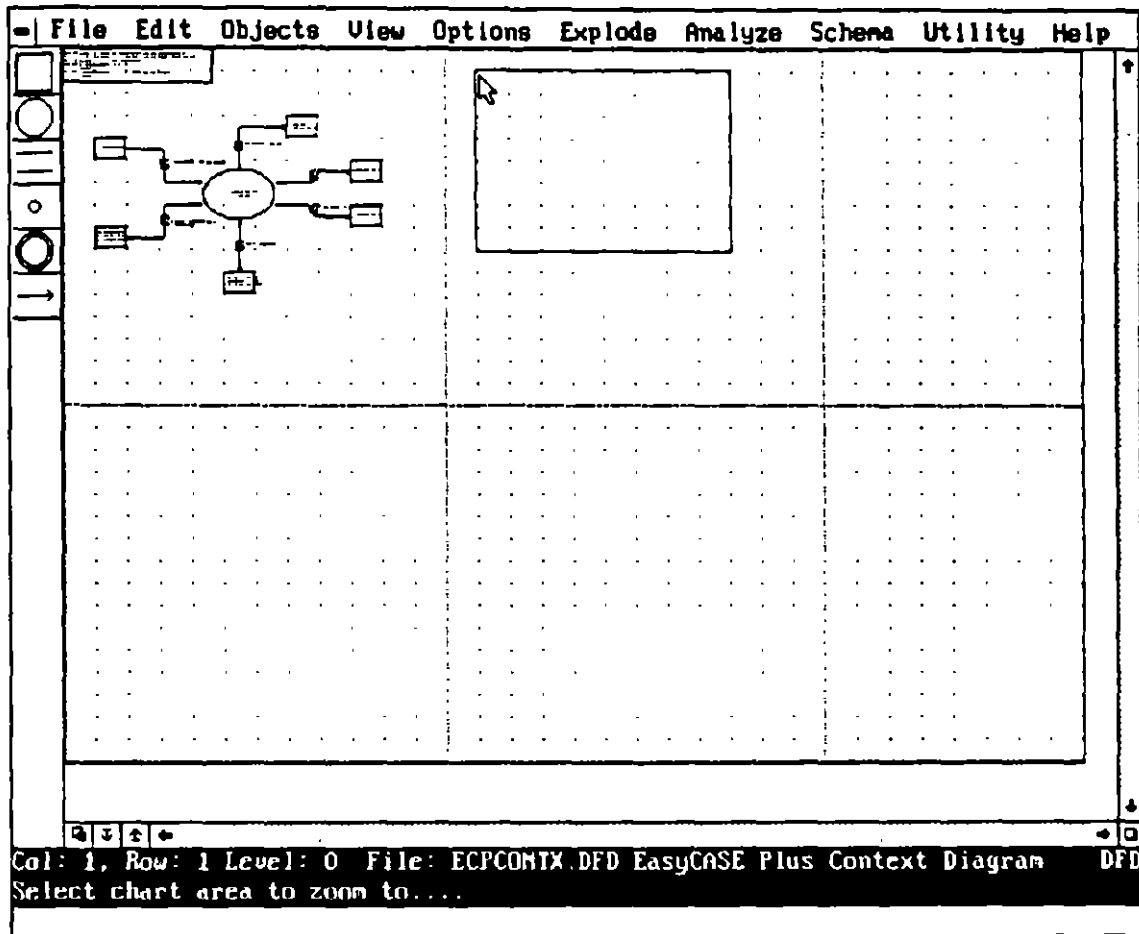 File Edit Objects View Options Explode Analyze Schema Utility Help
Col: 1, Row: 1 Level: 0 File: ECPCONTX.DFD EasyCASE Plus Context Diagram DFD
Select chart area to zoom to....